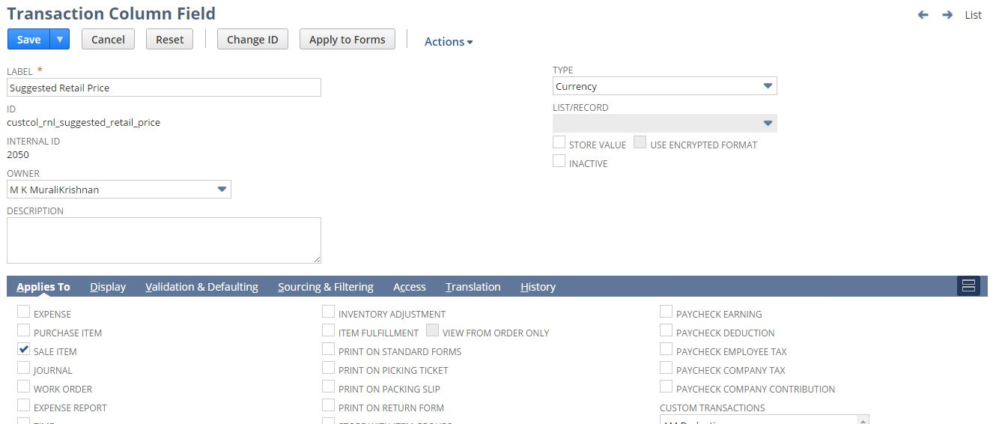 Transaction Column Field
List
Save
Cancel
Reset
Change ID
Apply to Forms
Actions
LABEL *
Suggested Retail Price
ID
custcol_rnl_suggested_retail_price
INTERNAL ID
2050
OWNER
M K MuraliKrishnan
DESCRIPTION
TYPE
Currency
LIST/RECORD
STORE VALUE USE ENCRYPTED FORMAT
INACTIVE
Applies To Display Validation & Defaulting Sourcing & Filtering Access Translation History
EXPENSE
PURCHASE ITEM
SALE ITEM
JOURNAL
WORK ORDER
EXPENSE REPORT
INVENTORY ADJUSTMENT
ITEM FULFILLMENT VIEW FROM ORDER ONLY
PRINT ON STANDARD FORMS
PRINT ON PICKING TICKET
PRINT ON PACKING SLIP
PRINT ON RETURN FORM
PAYCHECK EARNING
PAYCHECK DEDUCTION
PAYCHECK EMPLOYEE TAX
PAYCHECK COMPANY TAX
PAYCHECK COMPANY CONTRIBUTION
CUSTOM TRANSACTIONS